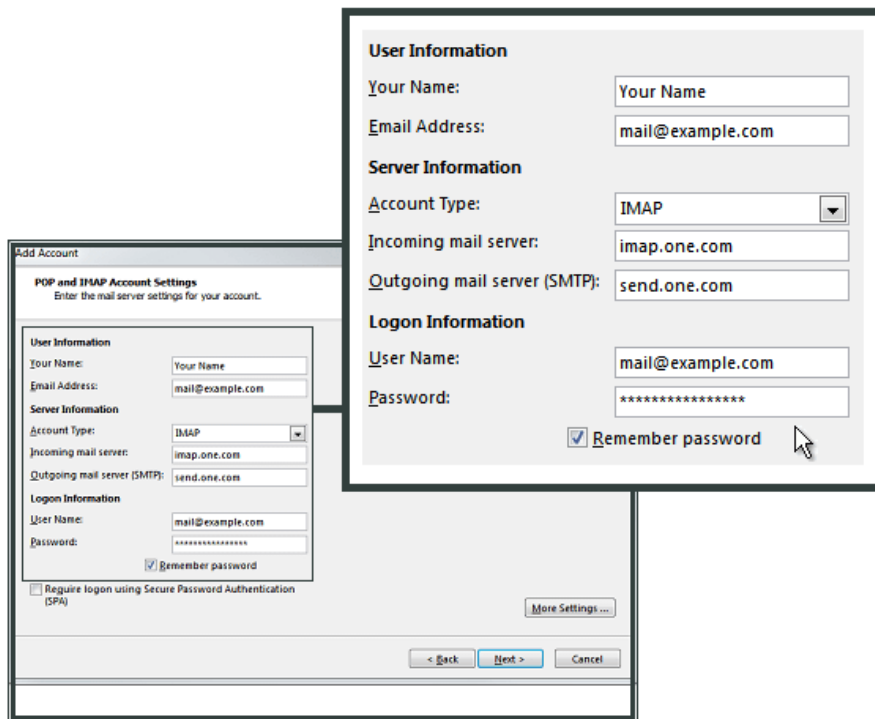 User Information
Your Name: Your Name
Email Address: mail@example.com
Server Information
Account Type: IMAP
Incoming mail server: imap.one.com
Outgoing mail server (SMTP): send.one.com
Logon Information
User Name: mail@example.com
Password: ****************
Remember password
Add Account
POP and IMAP Account Settings
Enter the mail server settings for your account.
User Information
Your Name: Your Name
Email Address: mail@example.com
Server Information
Account Type: IMAP
Incoming mail server: imap.one.com
Outgoing mail server (SMTP): send.one.com
Logon Information
User Name: mail@example.com
Password: ****************
Remember password
Require logon using Secure Password Authentication
(SPA)
More Settings ...
< Back Next > Cancel